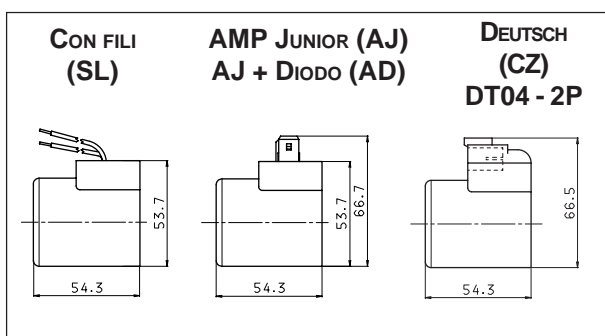 CON FILI
(SL)
AMP JUNIOR (AJ)
AJ + DIODO (AD)
DEUTSCH
(CZ)
DT04 - 2P
53.7
54.3
53.7
66.7
54.3
66.5
54.3